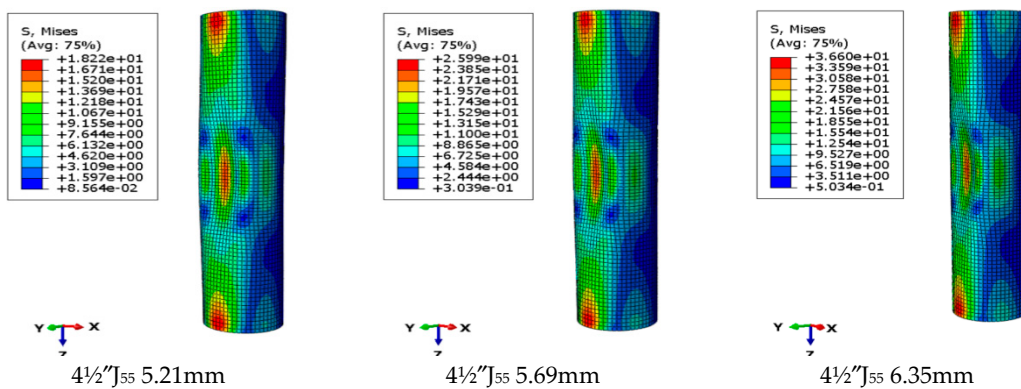 S, Mises
(Avg: 75%)
+1.822e+01
+1.671e+01
+1.520e+01
+1.369e+01
+1.218e+01
+1.067e+01
+9.155e+00
+7.644e+00
+6.132e+00
+4.620e+00
+3.109e+00
+1.597e+00
+8.564e-02
Y X
Z
4½″J₅₅ 5.21mm
S, Mises
(Avg: 75%)
+2.599e+01
+2.385e+01
+2.171e+01
+1.957e+01
+1.743e+01
+1.529e+01
+1.315e+01
+1.100e+01
+8.865e+00
+6.725e+00
+4.584e+00
+2.444e+00
+3.039e-01
Y X
Z
4½″J₅₅ 5.69mm
S, Mises
(Avg: 75%)
+3.660e+01
+3.359e+01
+3.058e+01
+2.758e+01
+2.457e+01
+2.156e+01
+1.855e+01
+1.554e+01
+1.254e+01
+9.527e+00
+6.519e+00
+3.511e+00
+5.034e-01
Y X
Z
4½″J₅₅ 6.35mm